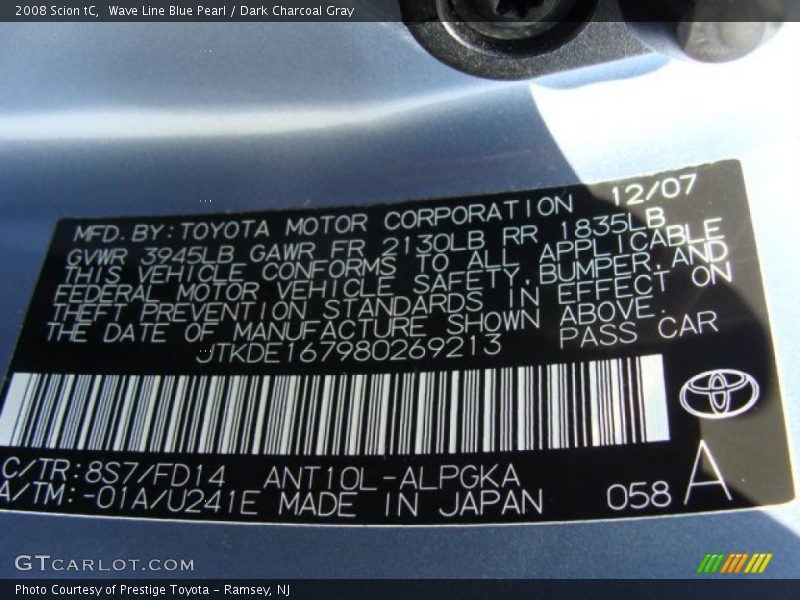 2008 Scion tC,  Wave Line Blue Pearl / Dark Charcoal Gray
MFD. BY: TOYOTA MOTOR CORPORATION 12/07
GVWR 3945LB GAWR FR 2130LB RR 1835LB
THIS VEHICLE CONFORMS TO ALL APPLICABLE
FEDERAL MOTOR VEHICLE SAFETY, BUMPER, AND
THEFT PREVENTION STANDARDS IN EFFECT ON
THE DATE OF MANUFACTURE SHOWN ABOVE.
JTKDE167980269213 PASS CAR
C/TR: 8S7/FD14 ANT10L-ALPGKA
A/TM: -01A/U241E MADE IN JAPAN 058 A
GTCARLOT.COM
Photo Courtesy of Prestige Toyota - Ramsey, NJ